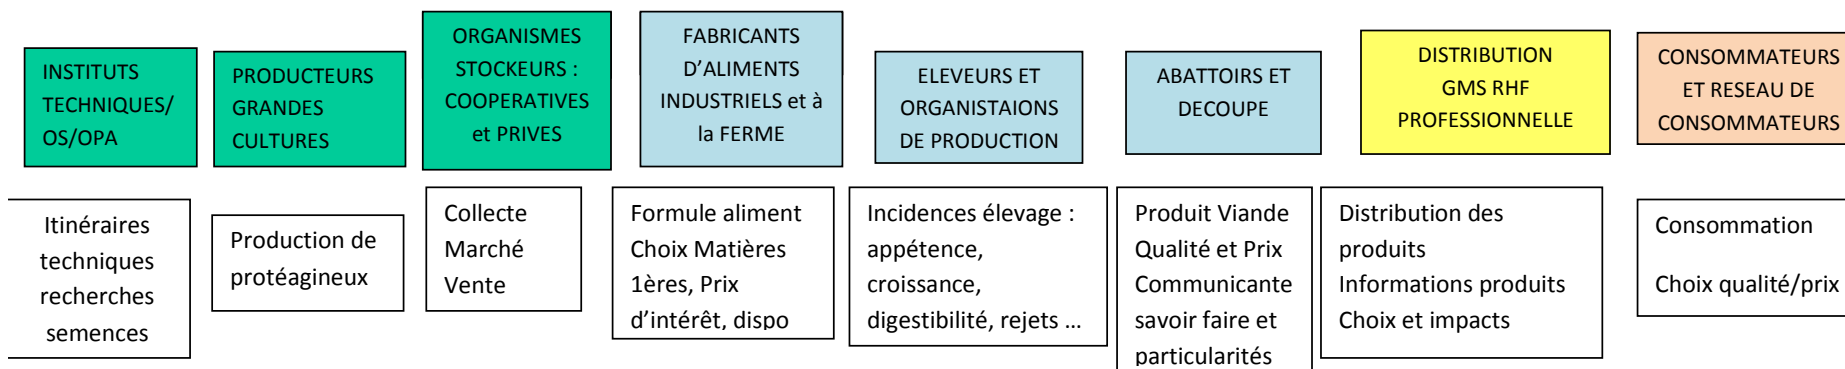 INSTITUTS
TECHNIQUES/
OS/OPA
PRODUCTEURS
GRANDES
CULTURES
ORGANISMES
STOCKEURS :
COOPERATIVES
et PRIVES
FABRICANTS
D’ALIMENTS
INDUSTRIELS et à
la FERME
ELEVEURS ET
ORGANISTAIONS
DE PRODUCTION
ABATTOIRS ET
DECOUPE
DISTRIBUTION
GMS RHF
PROFESSIONNELLE
CONSOMMATEURS
ET RESEAU DE
CONSOMMATEURS
Itinéraires
techniques
recherches
semences
Production de
protéagineux
Collecte
Marché
Vente
Formule aliment
Choix Matières
1ères, Prix
d’intérêt, dispo
Incidences élevage :
appétence,
croissance,
digestibilité, rejets ...
Produit Viande
Qualité et Prix
Communicante
savoir faire et
particularités
Distribution des
produits
Informations produits
Choix et impacts
Consommation
Choix qualité/prix